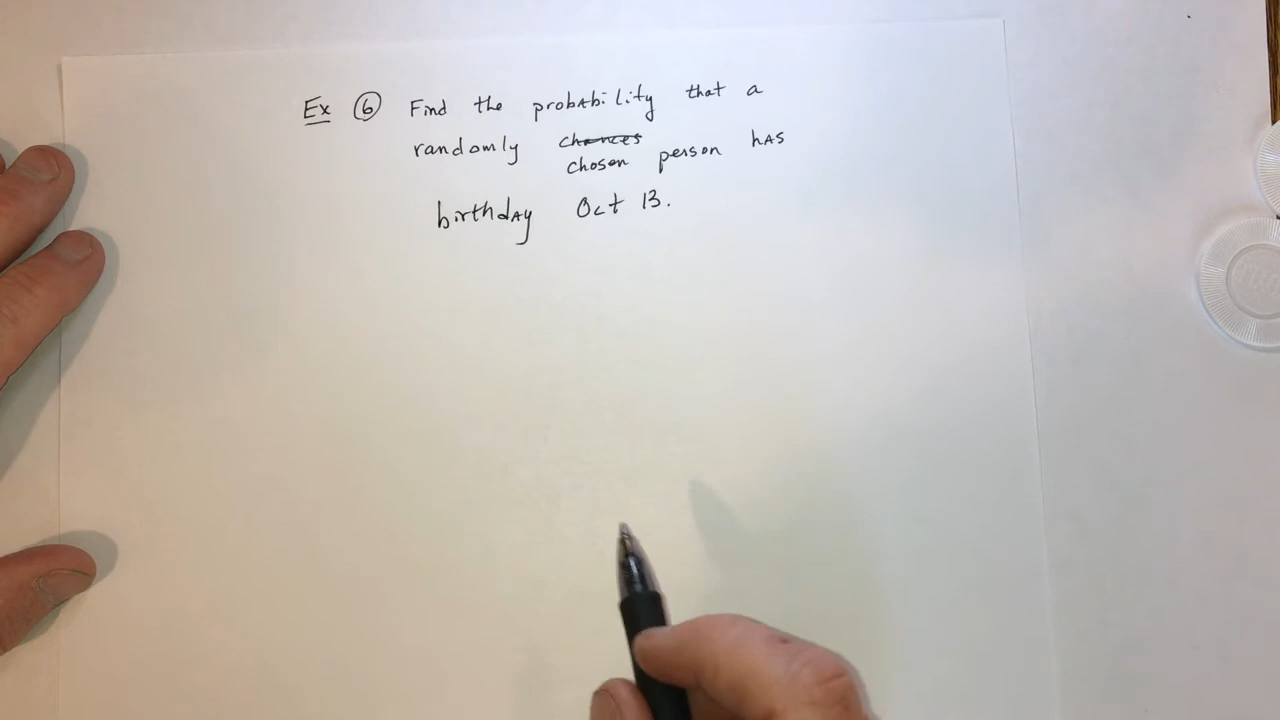 Ex ⑥ Find the probability that a
randomly chances
chosen person has
birthday Oct 13.